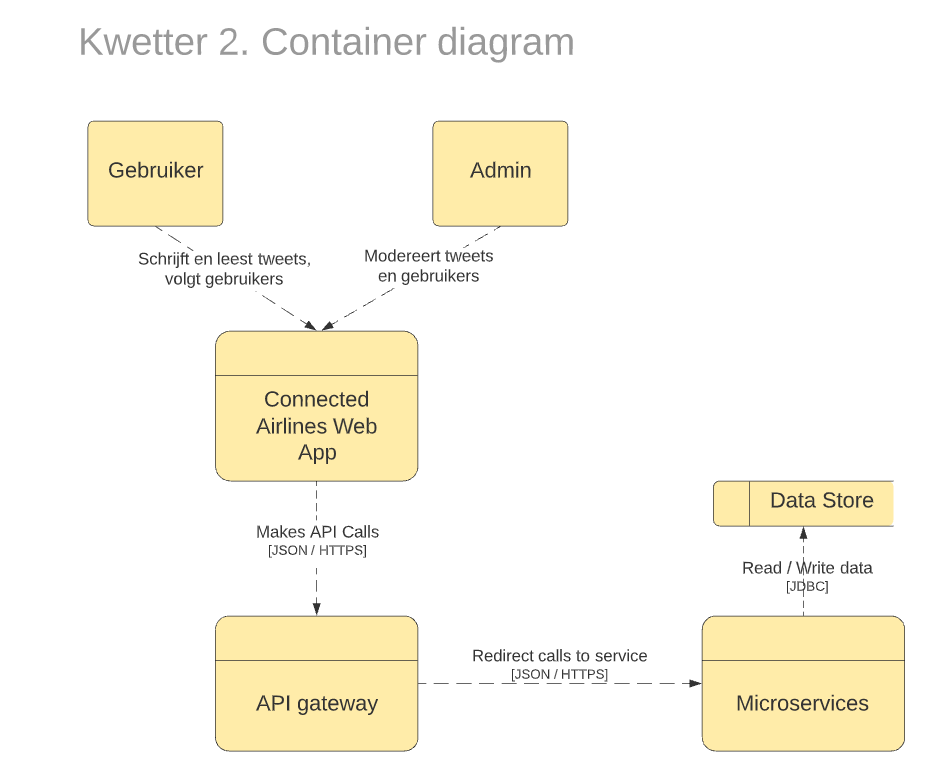 Kwetter 2. Container diagram
Gebruiker
Admin
Schrijft en leest tweets,
volgt gebruikers
Modereert tweets
en gebruikers
Connected
Airlines Web
App
Data Store
Makes API Calls
[JSON / HTTPS]
Read / Write data
[JDBC]
Redirect calls to service
[JSON / HTTPS]
API gateway
Microservices